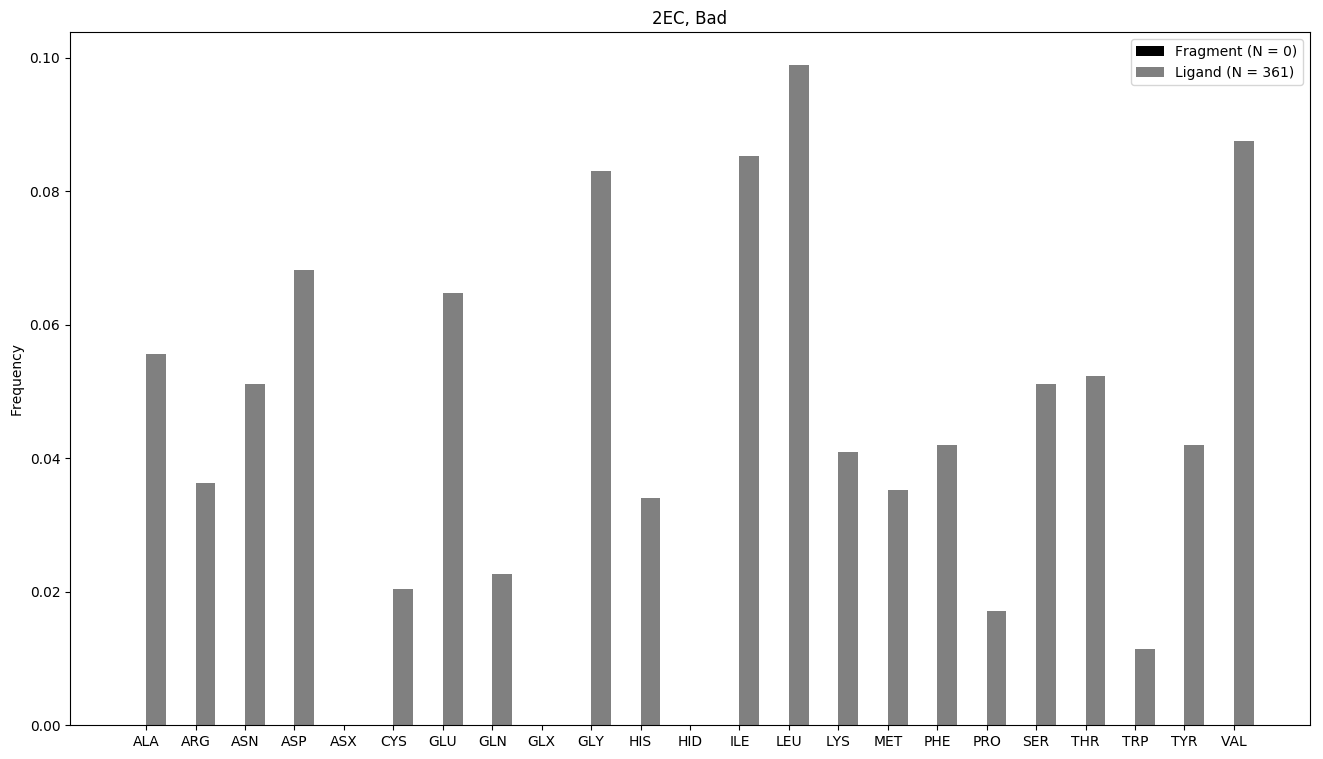 2EC, Bad
Fragment (N = 0)
Ligand (N = 361)
Frequency
0.10
0.08
0.06
0.04
0.02
0.00
ALA ARG ASN ASP ASX CYS GLU GLN GLX GLY HIS HID ILE LEU LYS MET PHE PRO SER THR TRP TYR VAL